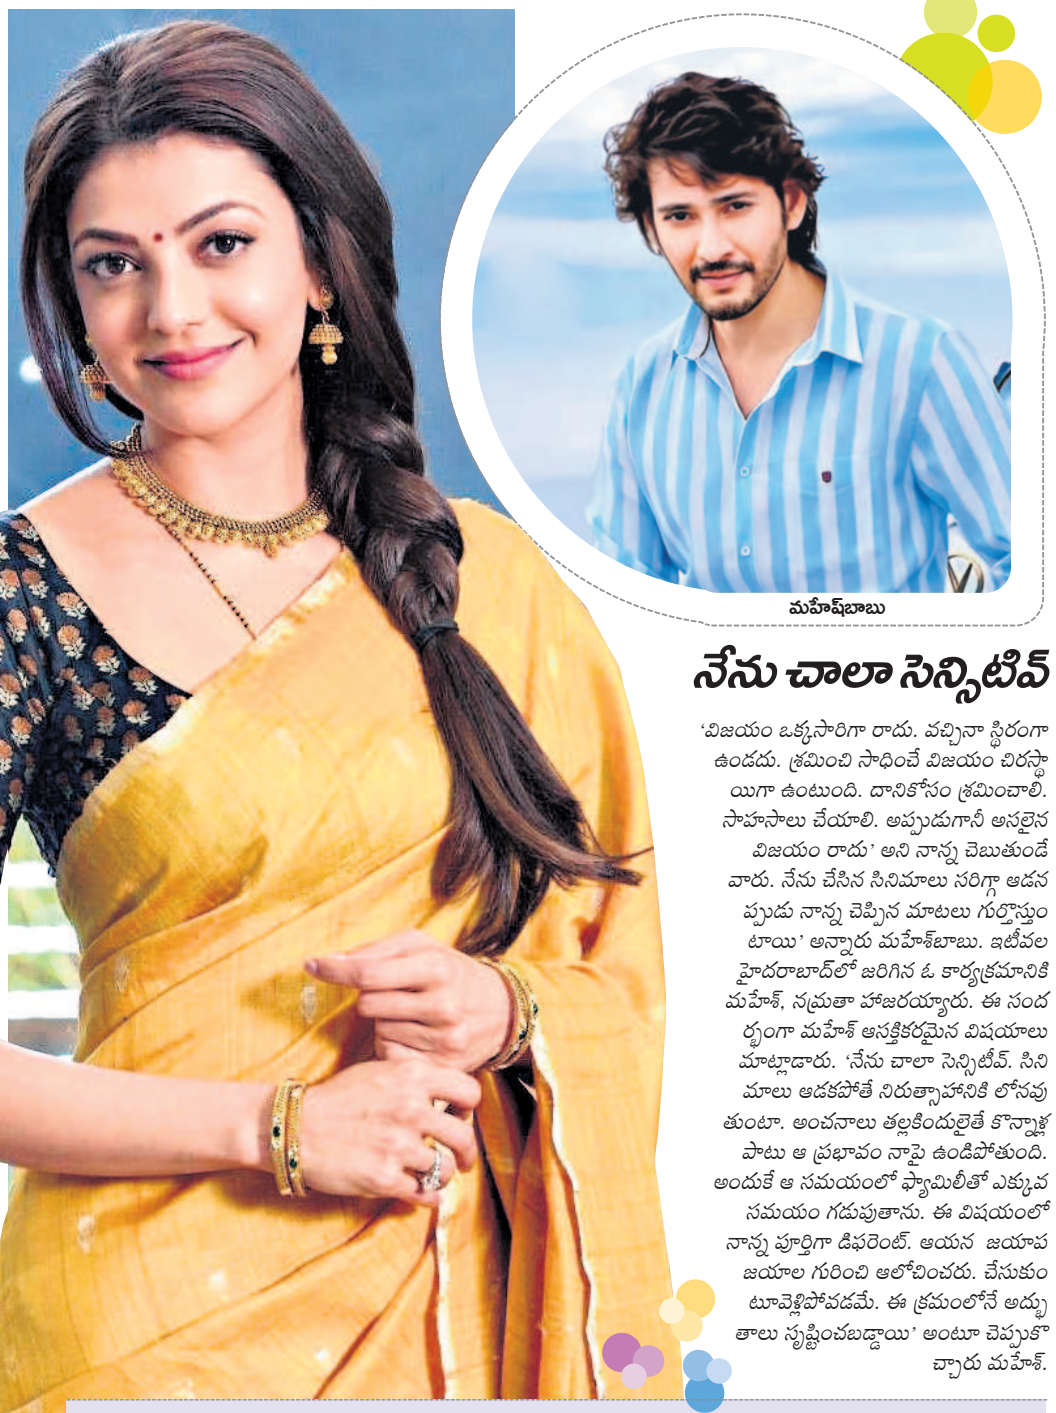 మహేష్‌బాబు
నేను చాలా సెన్సిటివ్
‘విజయం ఒక్కసారిగా రాదు. వచ్చినా స్థిరంగా
ఉండదు. శ్రమించి సాధించే విజయం చిరస్థా
యిగా ఉంటుంది. దానికోసం శ్రమించాలి.
సాహసాలు చేయాలి. అప్పుడుగానీ అసలైన
విజయం రాదు’ అని నాన్న చెబుతుండే
వారు. నేను చేసిన సినిమాలు సరిగ్గా ఆడన
ప్పుడు నాన్న చెప్పిన మాటలు గుర్తొస్తుం
టాయి’ అన్నారు మహేశ్‌బాబు. ఇటీవల
హైదరాబాద్‌లో జరిగిన ఓ కార్యక్రమానికి
మహేశ్, నమ్రతా హాజరయ్యారు. ఈ సంద
ర్భంగా మహేశ్ ఆసక్తికరమైన విషయాలు
మాట్లాడారు. ‘నేను చాలా సెన్సిటీవ్. సిని
మాలు ఆడకపోతే నిరుత్సాహానికి లోనవు
తుంటా. అంచనాలు తల్లకిందులైతే కొన్నాళ్ల
పాటు ఆ ప్రభావం నాపై ఉండిపోతుంది.
అందుకే ఆ సమయంలో ఫ్యామిలీతో ఎక్కువ
సమయం గడుపుతాను. ఈ విషయంలో
నాన్న పూర్తిగా డిఫరెంట్. ఆయన జయాప
జయాల గురించి ఆలోచించరు. చేసుకుం
టూవెళ్లిపోవడమే. ఈ క్రమంలోనే అద్భు
తాలు సృష్టించబడ్డాయి’ అంటూ చెప్పుకొ
చ్చారు మహేశ్.